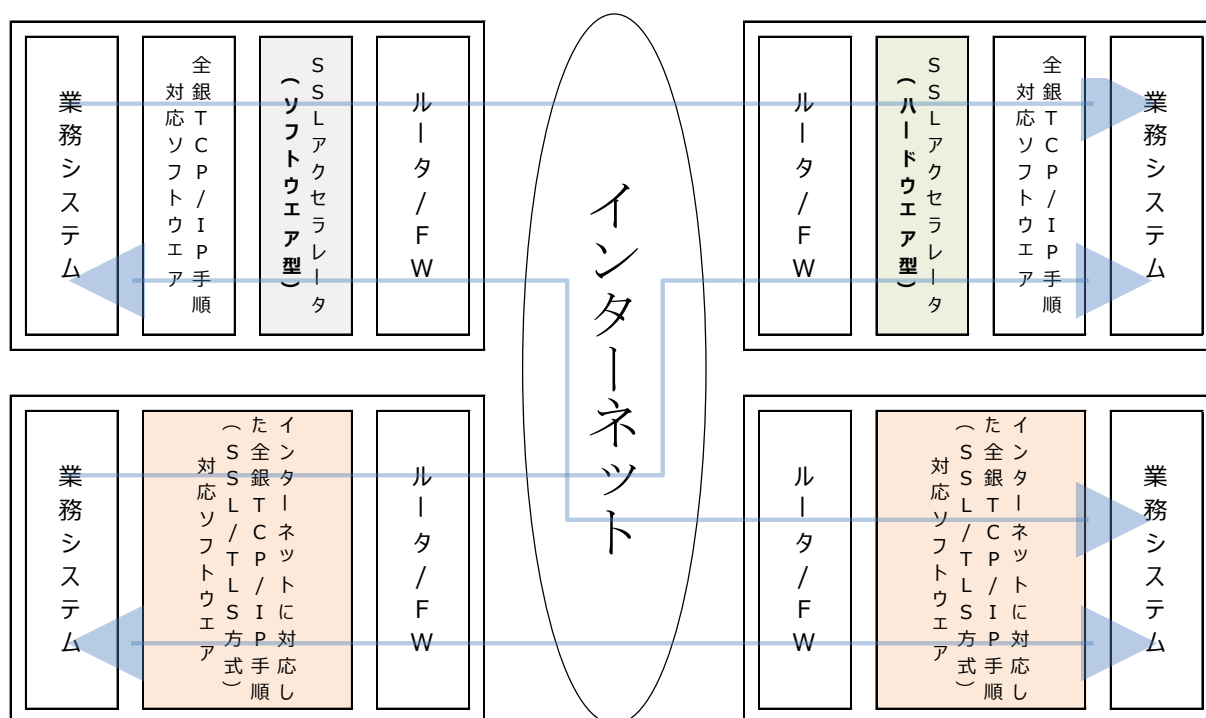 業務システム
全銀TCP/IP手順
対応ソフトウエア
SSLアクセラレータ
(ソフトウエア型)
ルータ/FW
インターネット
ルータ/FW
SSLアクセラレータ
(ハードウエア型)
全銀TCP/IP手順
対応ソフトウエア
業務システム
業務システム
インターネットに対応し
た全銀TCP/IP手順
(SSL/TLS方式)
対応ソフトウエア
ルータ/FW
ルータ/FW
インターネットに対応し
た全銀TCP/IP手順
(SSL/TLS方式)
対応ソフトウエア
業務システム